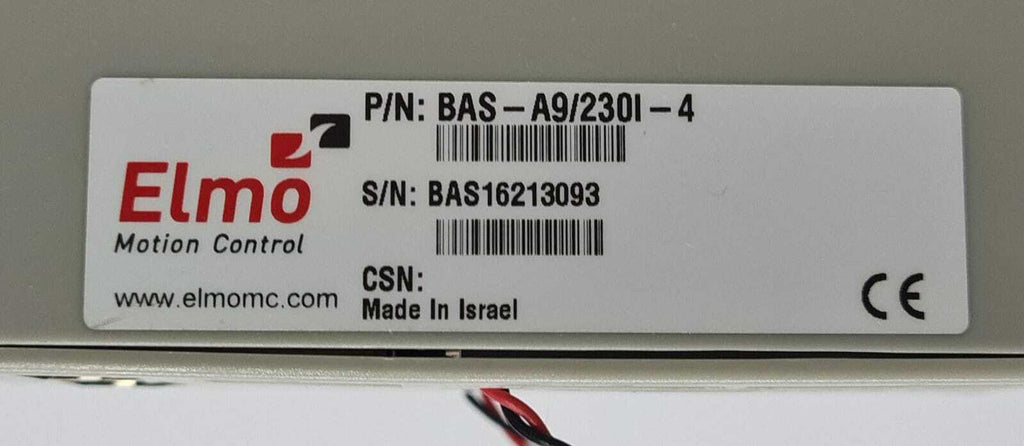 P/N: BAS-A9/230I-4
Elmo
Motion Control
S/N: BAS16213093
www.elmomc.com
CSN:
Made In Israel
CE